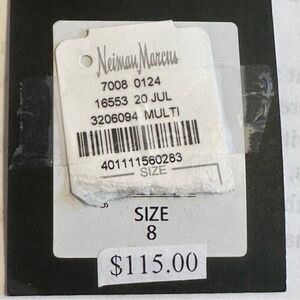 Neiman Marcus
7008 0124
16553 20 JUL
3206094 MULTI
401111560283
SIZE
SIZE
8
$115.00